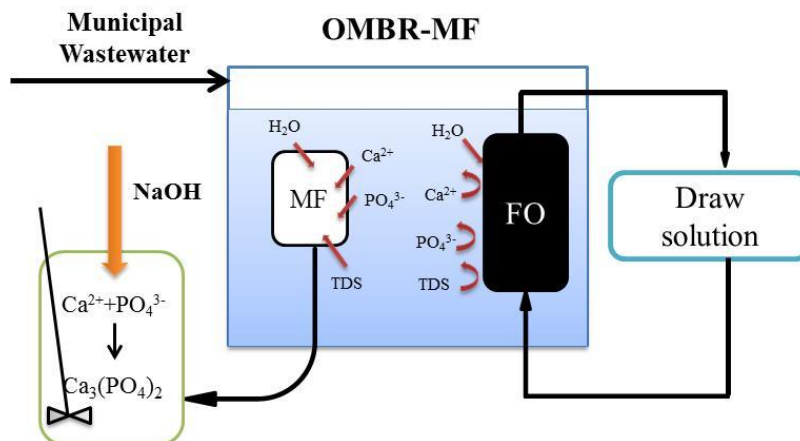 Municipal
Wastewater
OMBR-MF
NaOH
Ca²⁺+PO₄³⁻
Ca₃(PO₄)₂
H₂O
MF
Ca²⁺
PO₄³⁻
TDS
H₂O
Ca²⁺
PO₄³⁻
TDS
FO
Draw
solution